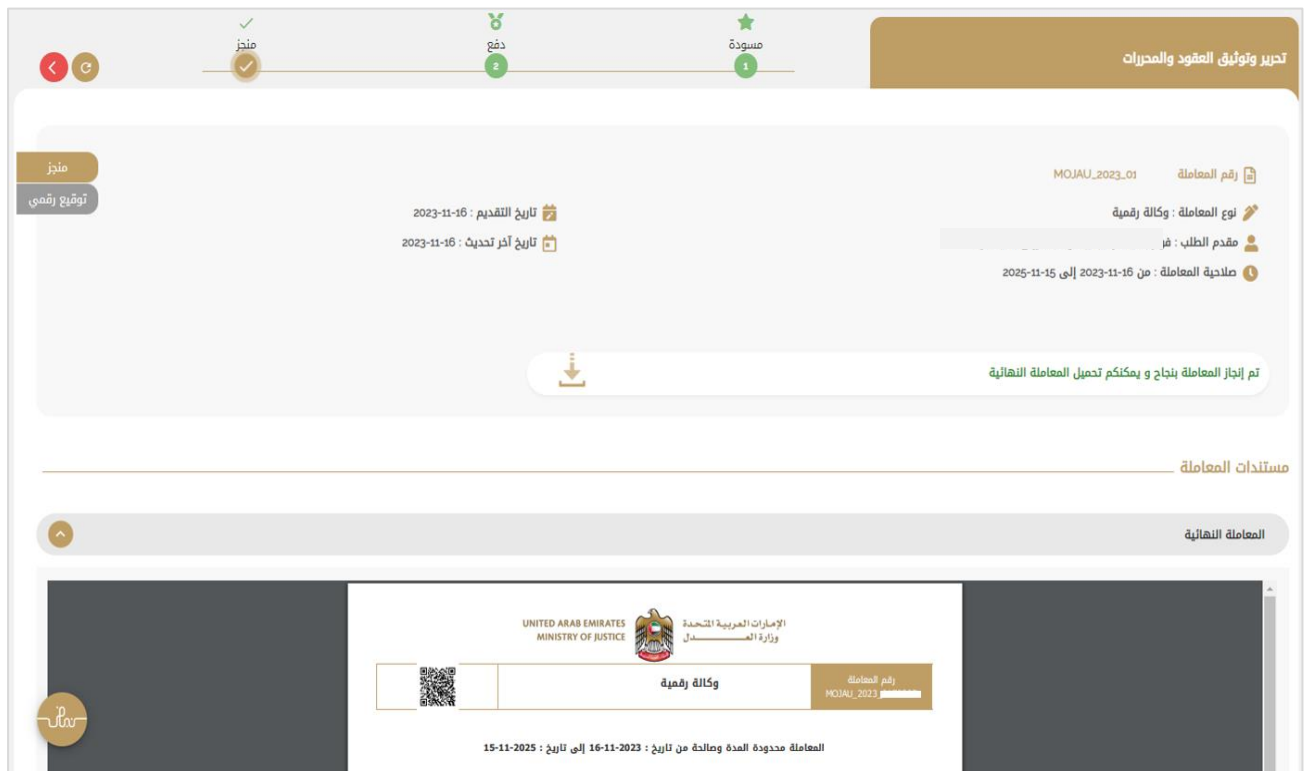 تحرير وتوثيق العقود والمحررات
مسودة
1
دفع
2
منجز
منجز
توقيع رقمي
رقم المعاملة MOJAU_2023_01
نوع المعاملة : وكالة رقمية
تاريخ التقديم : 16-11-2023
مقدم الطلب :
تاريخ آخر تحديث : 16-11-2023
صلاحية المعاملة : من 16-11-2023 إلى 15-11-2025
تم إنجاز المعاملة بنجاح و يمكنكم تحميل المعاملة النهائية
مستندات المعاملة
المعاملة النهائية
الإمارات العربية المتحدة
وزارة العدل
UNITED ARAB EMIRATES
MINISTRY OF JUSTICE
رقم المعاملة
MOJAU_2023
وكالة رقمية
المعاملة محدودة المدة وصالحة من تاريخ : 16-11-2023 إلى تاريخ : 15-11-2025